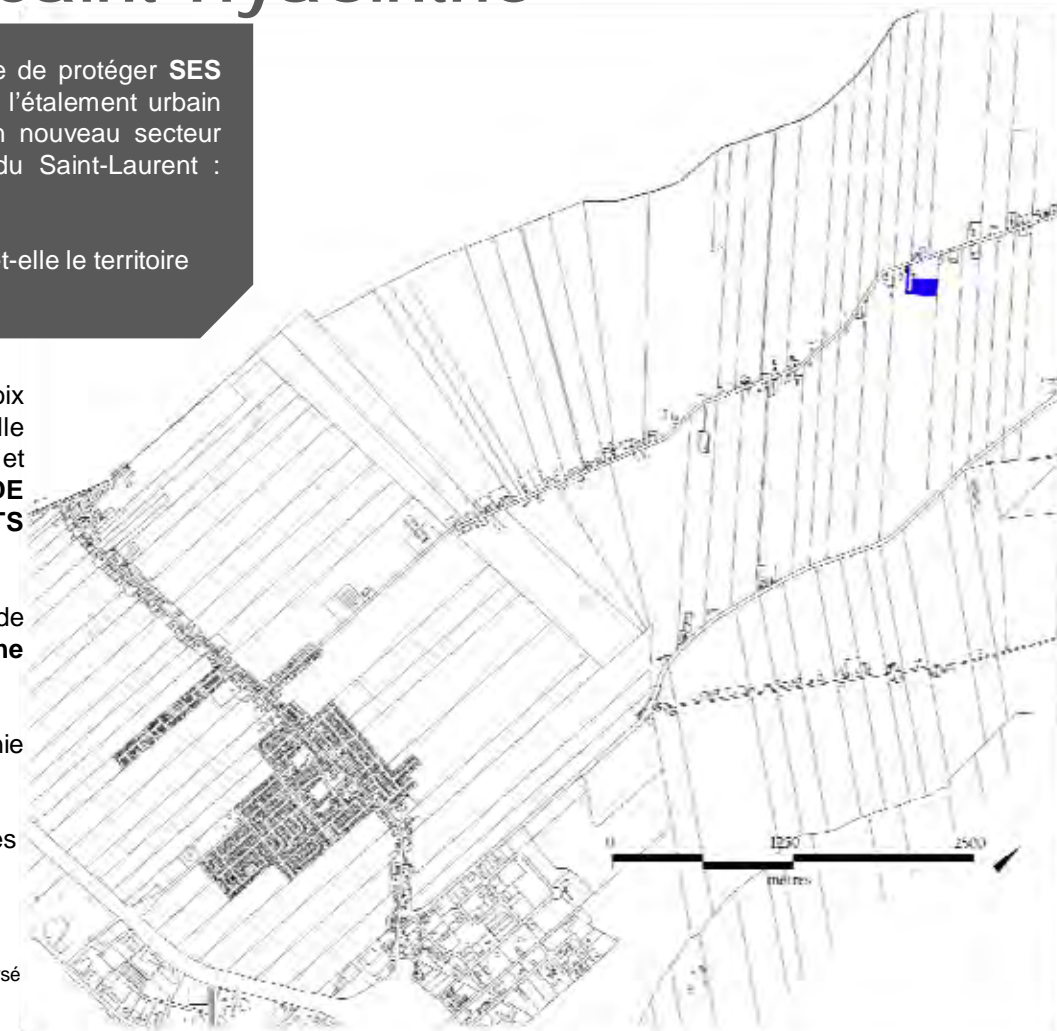 Saint-Hyacinthe
e de protéger SES
l’étalement urbain
n nouveau secteur
du Saint-Laurent :
t-elle le territoire
oix
lle
et
DE
TS
de
ne
nie
es
sé
0 1250 2500
mètres